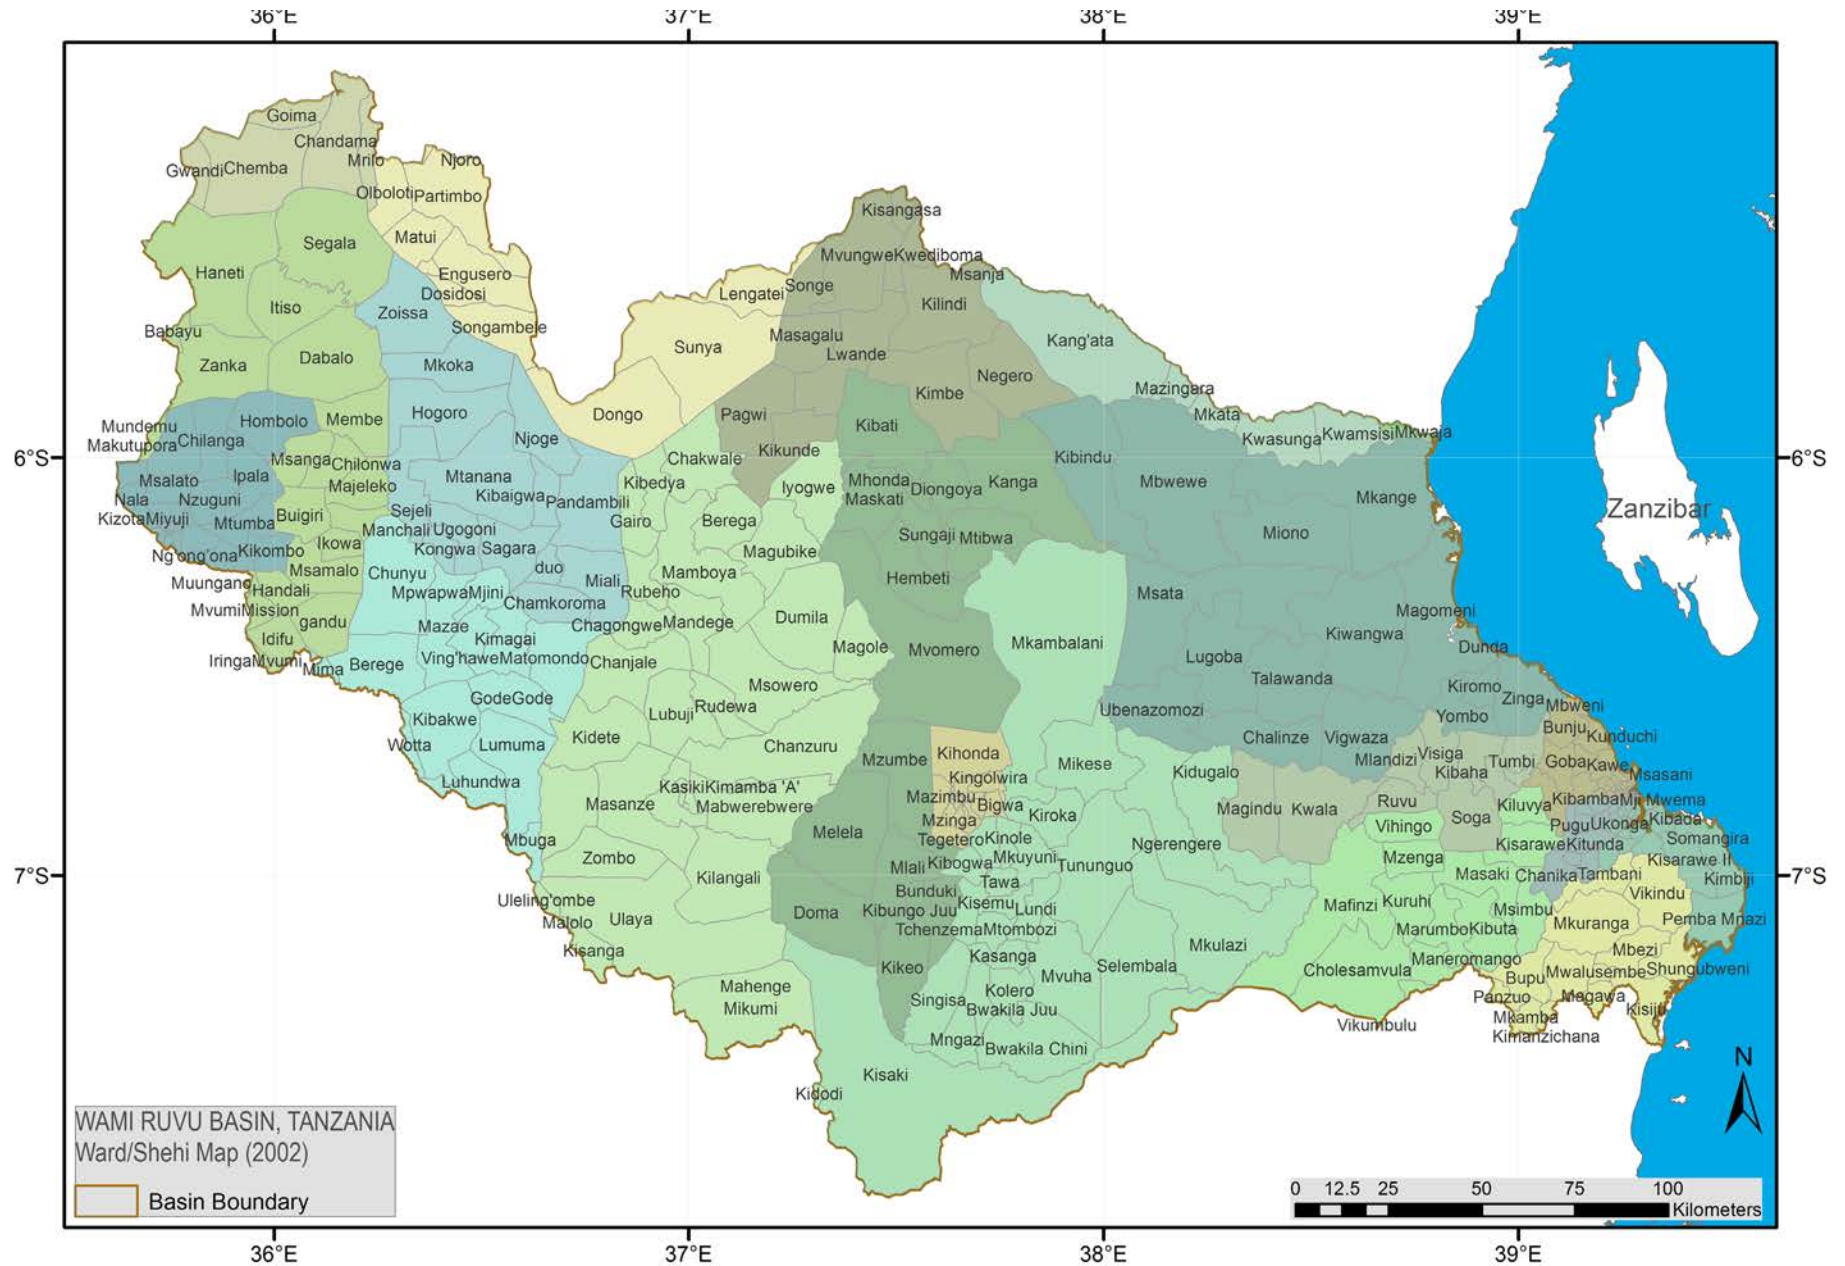 36°E 37°E 38°E 39°E
Goima
Chandama
Mrilo Njoro
Gwandi Chemba
Olboloti Partimbo
Kisangasa
Matui
Segala
Mvungwe Kwediboma
Haneti Engusero Msanja
Dosidosi Lengatei Songe
Itiso Zoissa Kilindi
Babayu Songambele Masagalu Kang'ata
Zanka Dabalo Mkoka Sunya Lwande
Negero
Kimbe Mazingara
Hogoro Dongo Pagwi Mkata
Mundemu Hombolo Membe Kibati
Makutupora Chilanga Njoge Kikunde Kwasunga Kwamsisi Mkwaja
6°S Msanga Chilonwa Chakwale Kibindu 6°S
Msalato Ipala Majeleko Mtanana Kibedya Iyogwe Mhonda Diongoya Kanga Mbwewe
Nala Nzuguni Kibaigwa Pandambili Maskati Mkange
Kizota Miyuji Mtumba Buigiri Sejeli Gairo Berega Zanzibar
Manchali Ugogoni Miono
Ng'ong'ona Kikombo Ikowa Kongwa Sagara Magubike Sungaji Mtibwa
Msamalo Chunyu duo Mamboya Hembeti
Muungano Handali MpwapwaMjini Miali Rubeho Msata
MvumiMission Chamkoroma Dumila Magomeni
gandu Mazae Chagongwe Mandege Kiwangwa
Idifu Kimagai Magole Mvomero Mkambalani Dunda
IringaMvumi Mima Berege Ving'hawe Matomondo Chanjale Lugoba
Msowero Talawanda Kiromo
GodeGode Rudewa Zinga
Kibakwe Lubuji Ubenazomozi Yombo Mbweni
Wotta Lumuma Kidete Chanzuru Chalinze Vigwaza Bunju Kunduchi
Mzumbe Kihonda Mlandizi Visiga Tumbi Goba Kawe
Luhundwa Kingolwira Mikese Kidugalo Kibaha Msasani
Kasiki Kimamba 'A' Mazimbu Bigwa Magindu Kwala Ruvu Kiluvya Kibamba Mji Mwema
Masanze Mabwerebwere Mzinga Kiroka Soga Pugu Ukonga Kibada
Mbuga Melela Tegetero Kinole Ngerengere Vihingo Kisarawe Kitunda Somangira
Zombo Mlali Kibogwa Mkuyuni Tununguo Mzenga Kisarawe II
7°S Kilangali Bunduki Tawa Masaki Chanika Tambani Kimbiji 7°S
Uleling'ombe Doma Kibungo Juu Kisemu Lundi Mafinzi Kuruhi Msimbu Vikindu
Malolo Ulaya Tchenzema Mtombozi Marumbo Kibuta Mkuranga Pemba Mnazi
Kisanga Kasanga Mkulazi Maneromango Mbezi
Kikeo Mvuha Selembala Cholesamvula Bupu Mwalusembe Shungubweni
Mahenge Kolero Panzuo Magawa
Mikumi Singisa Bwakila Juu Mkamba Kisiju
Mngazi Bwakila Chini Vikumbulu Kimanzichana
Kisaki
Kidodi
N
WAMI RUVU BASIN, TANZANIA
Ward/Shehi Map (2002)
Basin Boundary
0 12.5 25 50 75 100
Kilometers
36°E 37°E 38°E 39°E